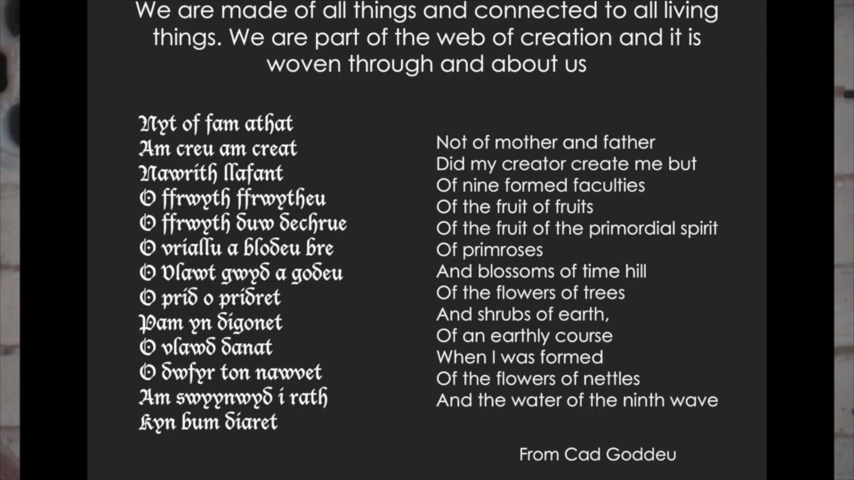 We are made of all things and connected to all living
things. We are part of the web of creation and it is
woven through and about us
Nyt of fam athat
Am creu am creat
Nawrith llafant
O ffrwyth ffrwytheu
O ffrwyth duw dechrue
O vriallu a blodeu bre
O Vlawt gwyd a godeu
O prid o pridret
Pam yn digonet
O vlawd danat
O dwfyr ton nawvet
Am swyynwyd i rath
kyn bum diaret
Not of mother and father
Did my creator create me but
Of nine formed faculties
Of the fruit of fruits
Of the fruit of the primordial spirit
Of primroses
And blossoms of time hill
Of the flowers of trees
And shrubs of earth,
Of an earthly course
When I was formed
Of the flowers of nettles
And the water of the ninth wave
From Cad Goddeu